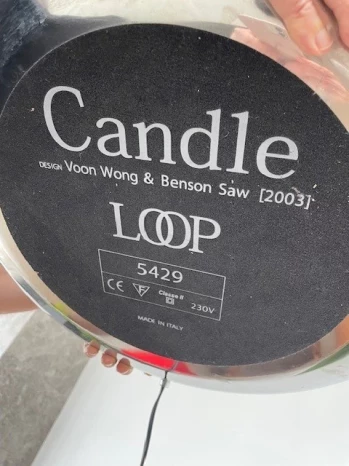 Candle
DESIGN Voon Wong & Benson Saw [2003]
LOOP
5429
CE F Classe II 230V
MADE IN ITALY